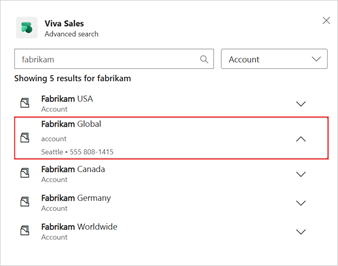 Viva Sales
Advanced search
fabrikam
Account
Showing 5 results for fabrikam
Fabrikam USA
Account
Fabrikam Global
account
Seattle • 555 808-1415
Fabrikam Canada
Account
Fabrikam Germany
Account
Fabrikam Worldwide
Account